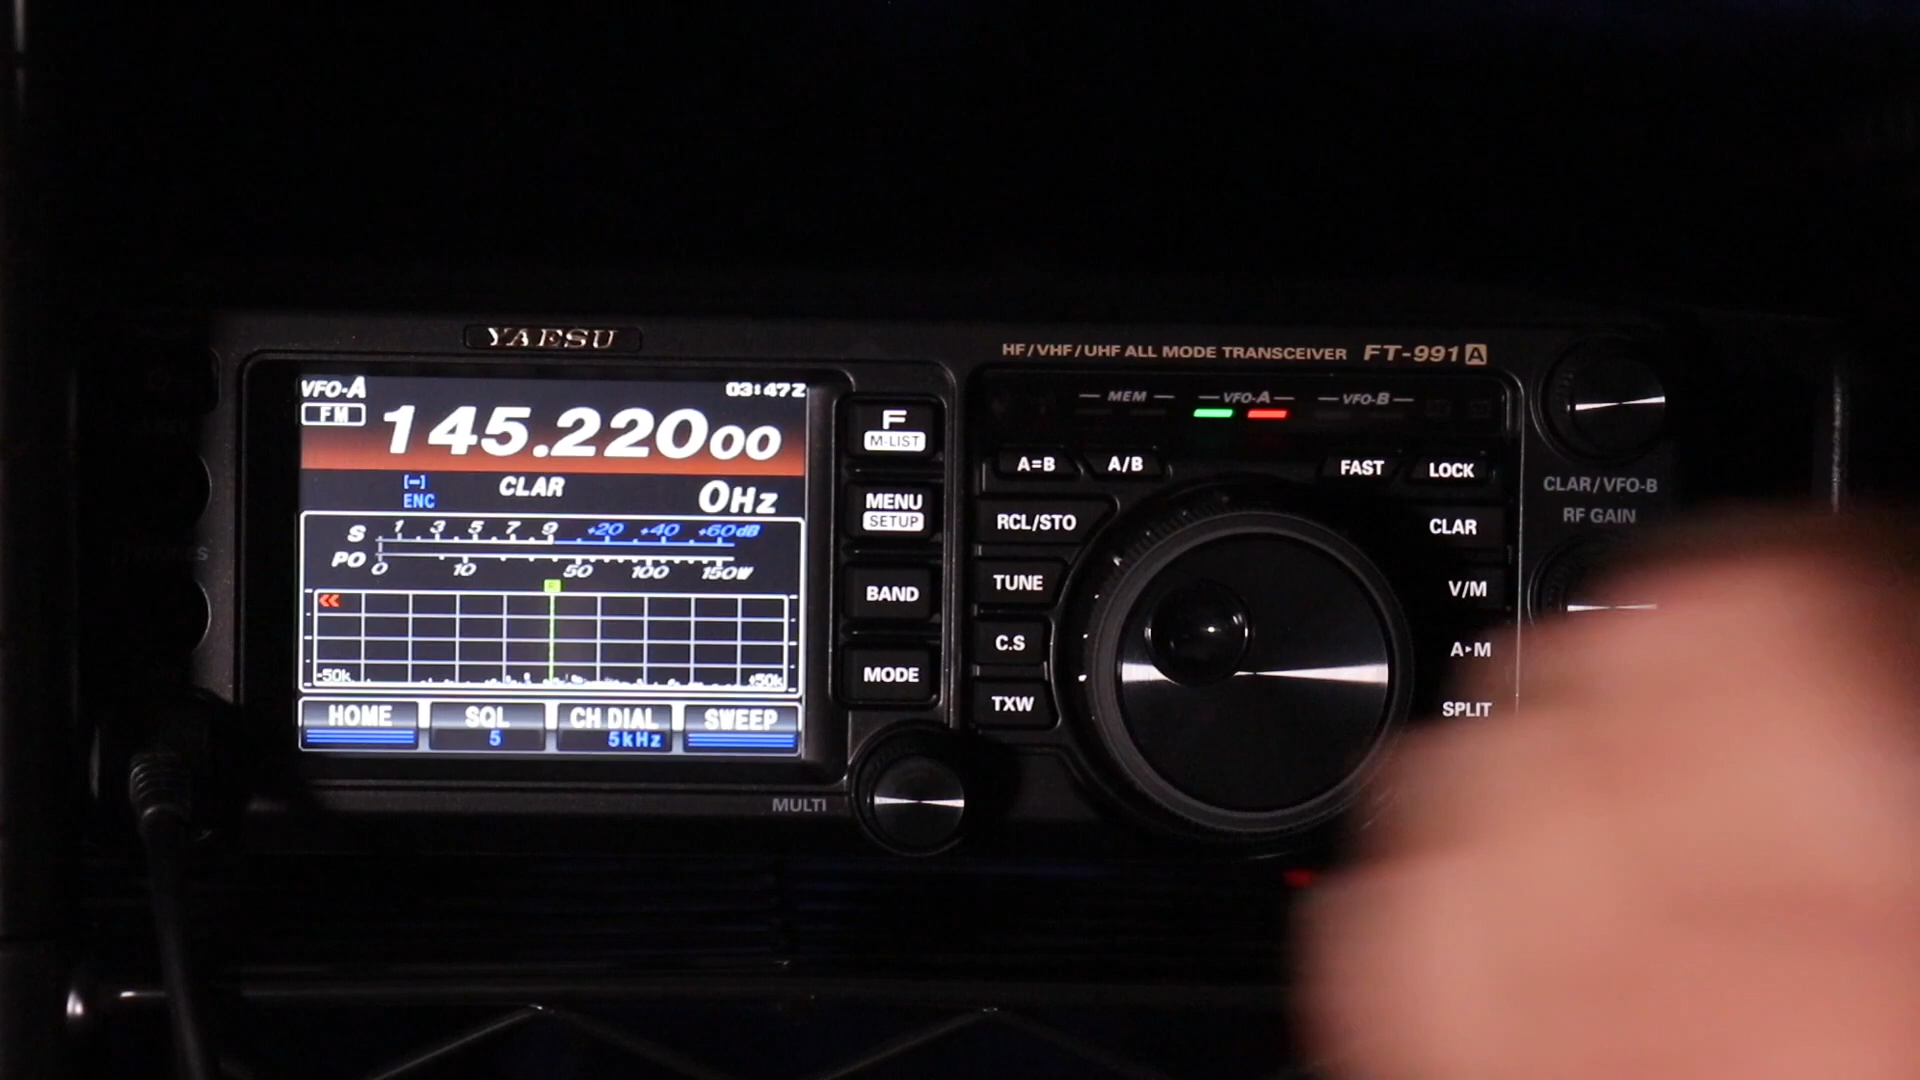 YAESU
HF/VHF/UHF ALL MODE TRANSCEIVER FT-991A
VFO-A 03:47Z
FM 145.220 00
[-] ENC CLAR 0Hz
S 1 3 5 7 9 +20 +40 +60dB
PO 0 10 50 100 150W
<<
-50k +50k
HOME SQL CH DIAL SWEEP
5 5kHz
MULTI
F
M-LIST
MENU
SETUP
BAND
MODE
MEM VFO-A VFO-B
A=B A/B FAST LOCK
RCL/STO
TUNE
C.S
TXW
CLAR
V/M
A▸M
SPLIT
CLAR/VFO-B
RF GAIN